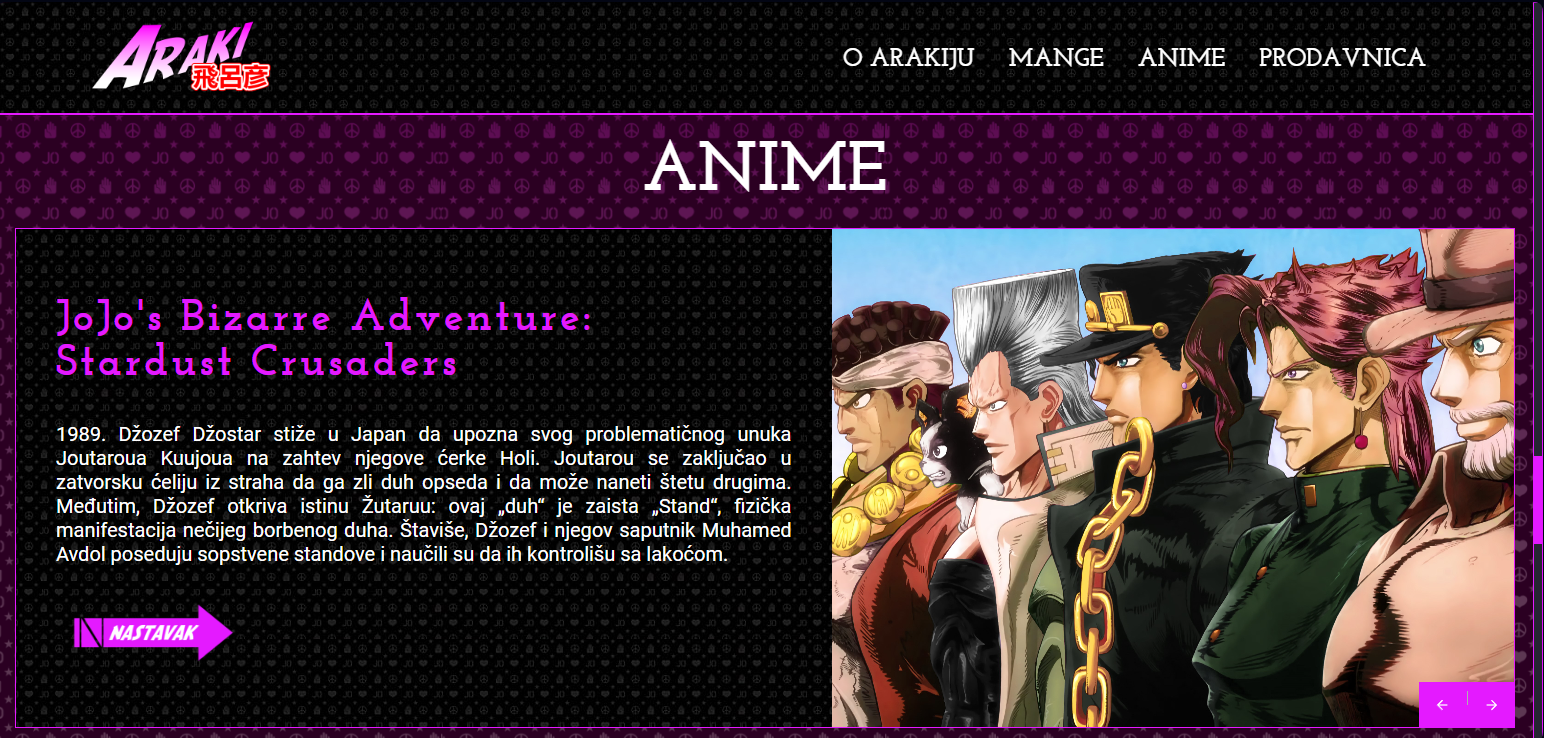 ARAKI
飛呂彦
O ARAKIJU MANGE ANIME PRODAVNICA
ANIME
JoJo's Bizarre Adventure:
Stardust Crusaders
1989. Džozef Džostar stiže u Japan da upozna svog problematičnog unuka
Joutaroua Kuujoua na zahtev njegove ćerke Holi. Joutarou se zaključao u
zatvorsku ćeliju iz straha da ga zli duh opseda i da može naneti štetu drugima.
Međutim, Džozef otkriva istinu Žutaruu: ovaj „duh“ je zaista „Stand“, fizička
manifestacija nečijeg borbenog duha. Štaviše, Džozef i njegov saputnik Muhamed
Avdol poseduju sopstvene standove i naučili su da ih kontrolišu sa lakoćom.
NASTAVAK